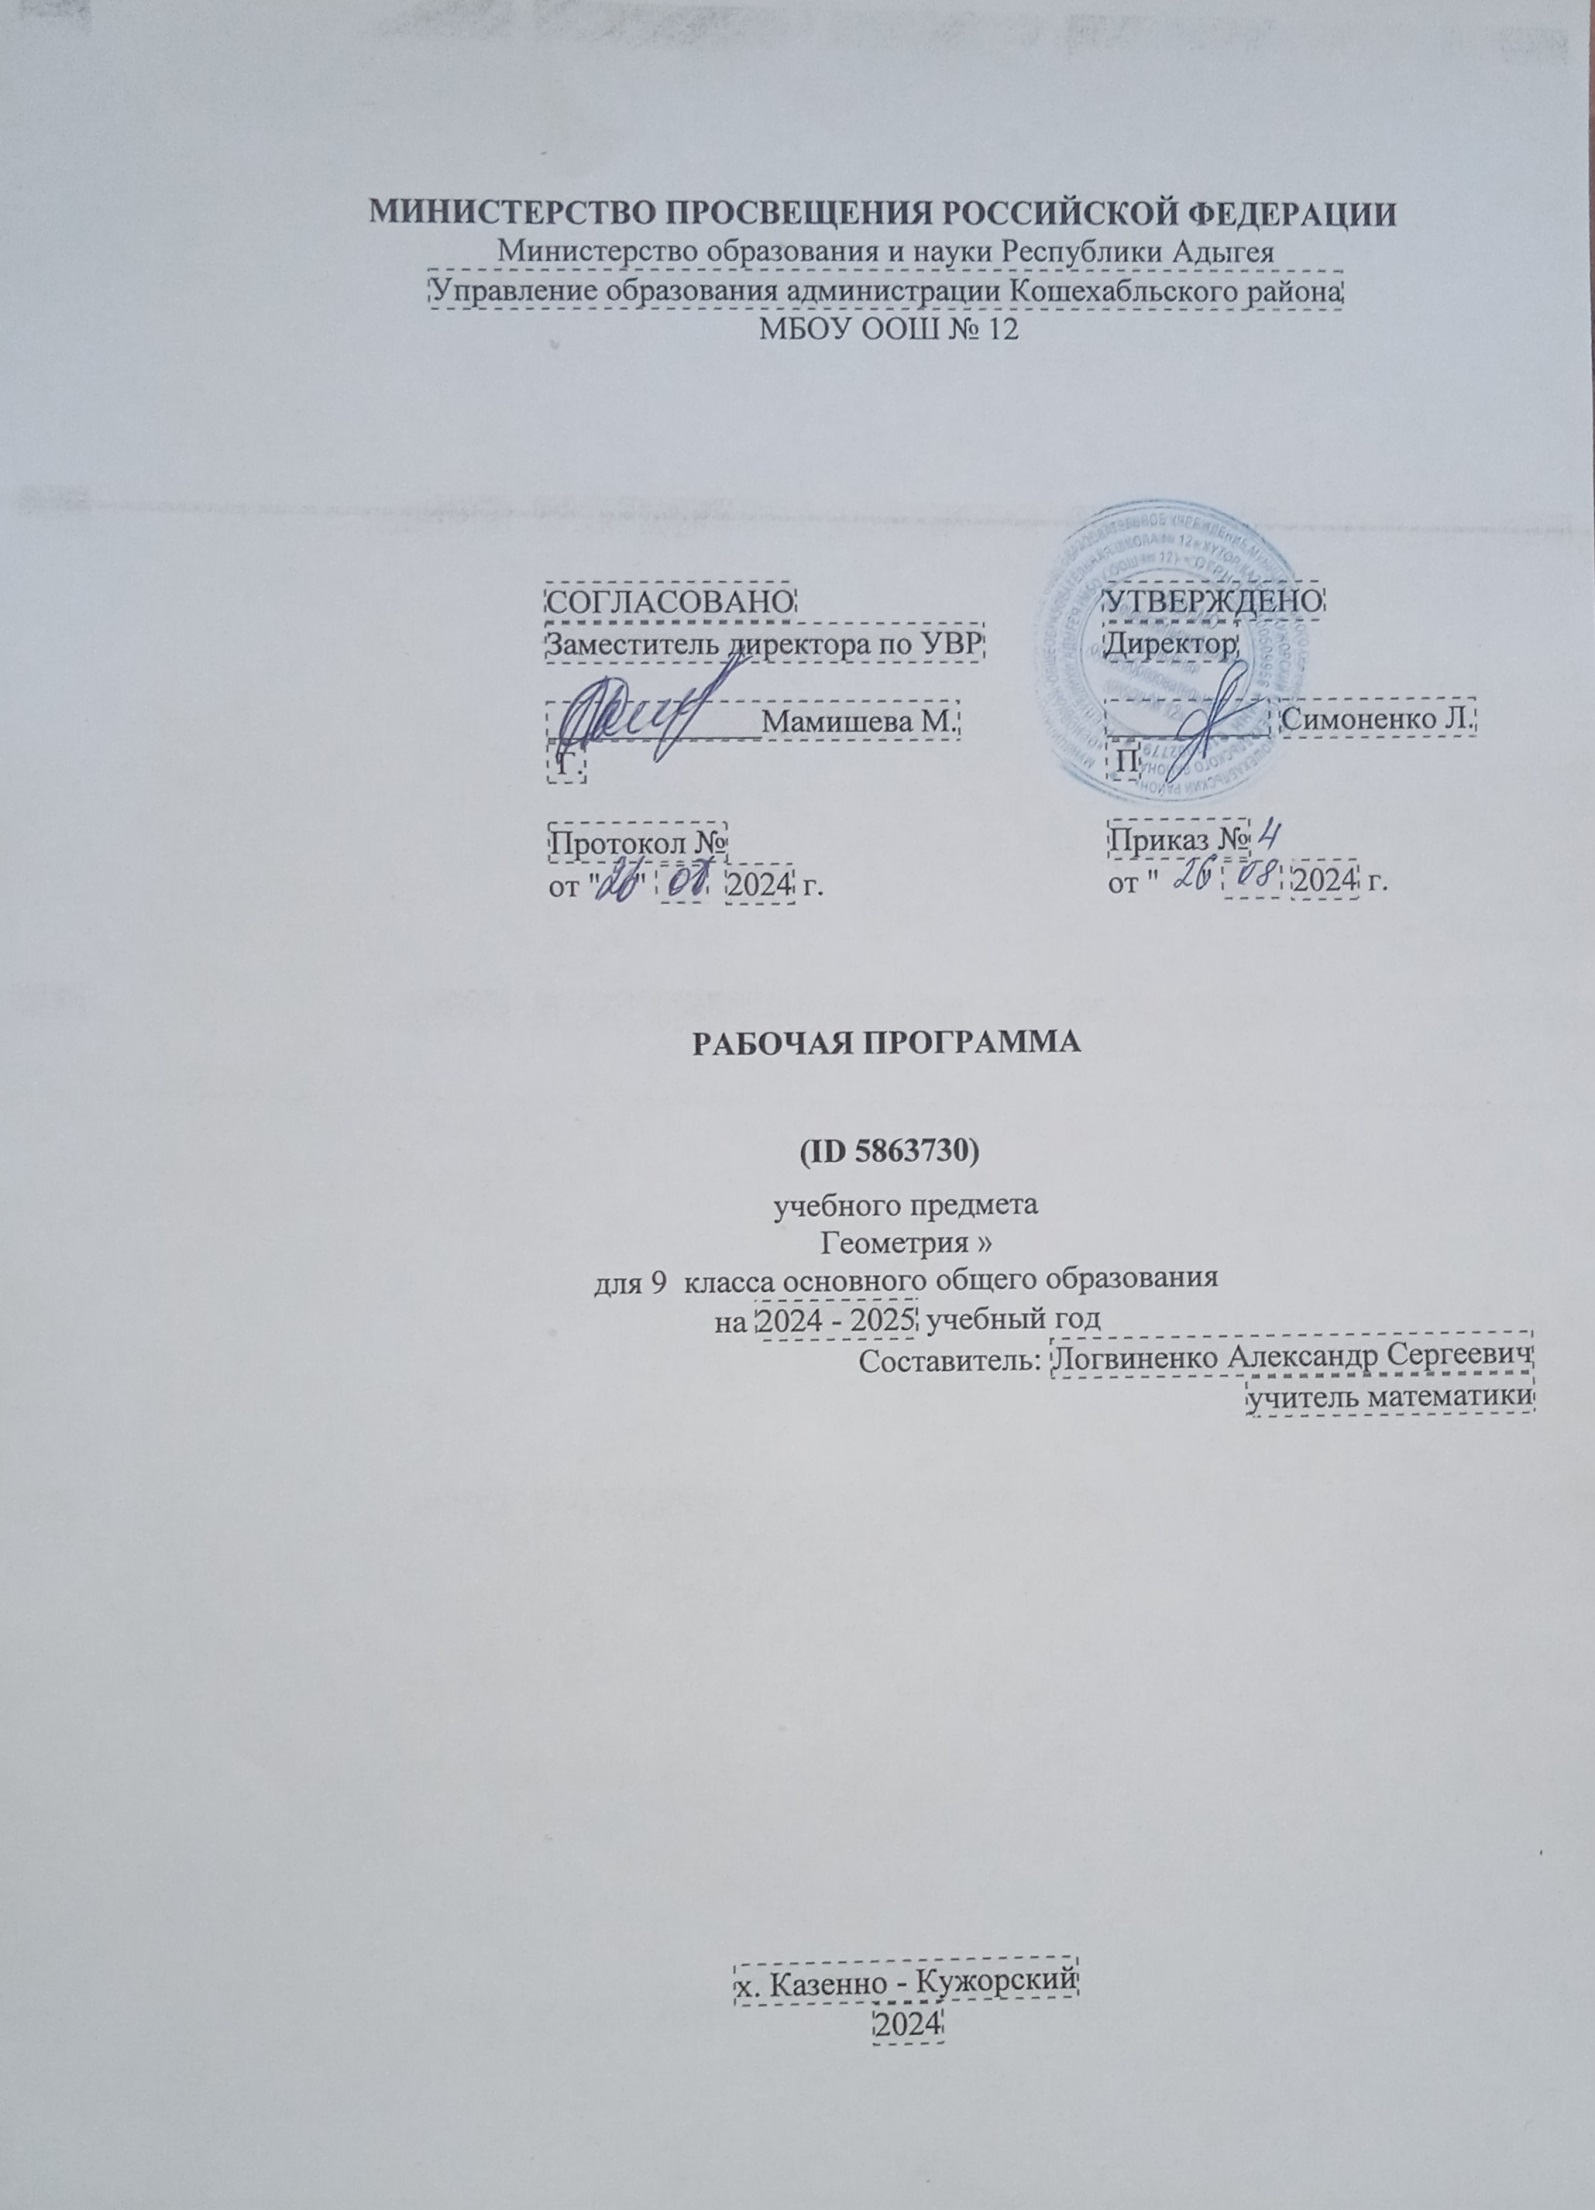 МИНИСТЕРСТВО ПРОСВЕЩЕНИЯ РОССИЙСКОЙ ФЕДЕРАЦИИ
Министерство образования и науки Республики Адыгея
Управление образования администрации Кошехабльского района
МБОУ ООШ № 12
СОГЛАСОВАНО
Заместитель директора по УВР
Мамишева М.
Г.
Протокол №
от "26" 08 2024 г.
УТВЕРЖДЕНО
Директор
Симоненко Л.
П
Приказ № 4
от " 26 " 08 2024 г.
РАБОЧАЯ ПРОГРАММА
(ID 5863730)
учебного предмета
Геометрия »
для 9 класса основного общего образования
на 2024 - 2025 учебный год
Составитель: Логвиненко Александр Сергеевич
учитель математики
х. Казенно - Кужорский
2024